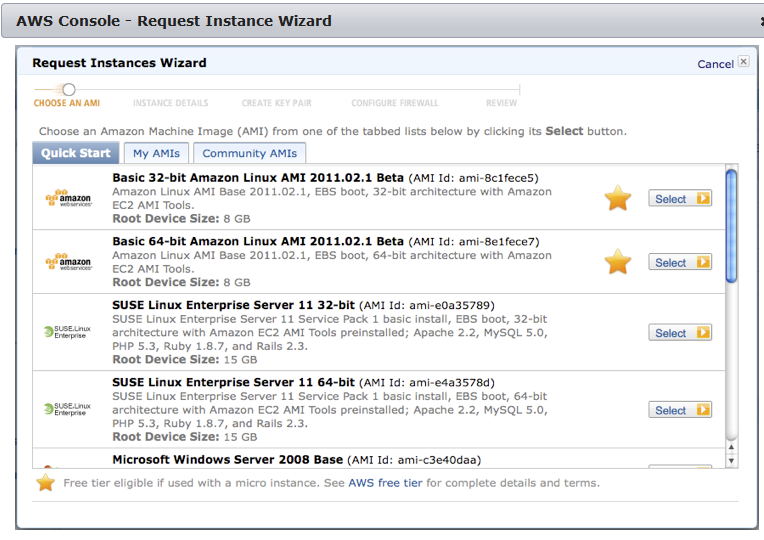 AWS Console - Request Instance Wizard
Request Instances Wizard
Cancel
CHOOSE AN AMI
INSTANCE DETAILS
CREATE KEY PAIR
CONFIGURE FIREWALL
REVIEW
Choose an Amazon Machine Image (AMI) from one of the tabbed lists below by clicking its Select button.
Quick Start
My AMIs
Community AMIs
amazon
webservices
Basic 32-bit Amazon Linux AMI 2011.02.1 Beta (AMI Id: ami-8c1fece5)
Amazon Linux AMI Base 2011.02.1, EBS boot, 32-bit architecture with Amazon
EC2 AMI Tools.
Root Device Size: 8 GB
Select
amazon
webservices
Basic 64-bit Amazon Linux AMI 2011.02.1 Beta (AMI Id: ami-8e1fece7)
Amazon Linux AMI Base 2011.02.1, EBS boot, 64-bit architecture with Amazon
EC2 AMI Tools.
Root Device Size: 8 GB
Select
SUSE Linux
Enterprise
SUSE Linux Enterprise Server 11 32-bit (AMI Id: ami-e0a35789)
SUSE Linux Enterprise Server 11 Service Pack 1 basic install, EBS boot, 32-bit
architecture with Amazon EC2 AMI Tools preinstalled; Apache 2.2, MySQL 5.0,
PHP 5.3, Ruby 1.8.7, and Rails 2.3.
Root Device Size: 15 GB
Select
SUSE Linux
Enterprise
SUSE Linux Enterprise Server 11 64-bit (AMI Id: ami-e4a3578d)
SUSE Linux Enterprise Server 11 Service Pack 1 basic install, EBS boot, 64-bit
architecture with Amazon EC2 AMI Tools preinstalled; Apache 2.2, MySQL 5.0,
PHP 5.3, Ruby 1.8.7, and Rails 2.3.
Root Device Size: 15 GB
Select
Microsoft Windows Server 2008 Base (AMI Id: ami-c3e40daa)
Free tier eligible if used with a micro instance. See AWS free tier for complete details and terms.